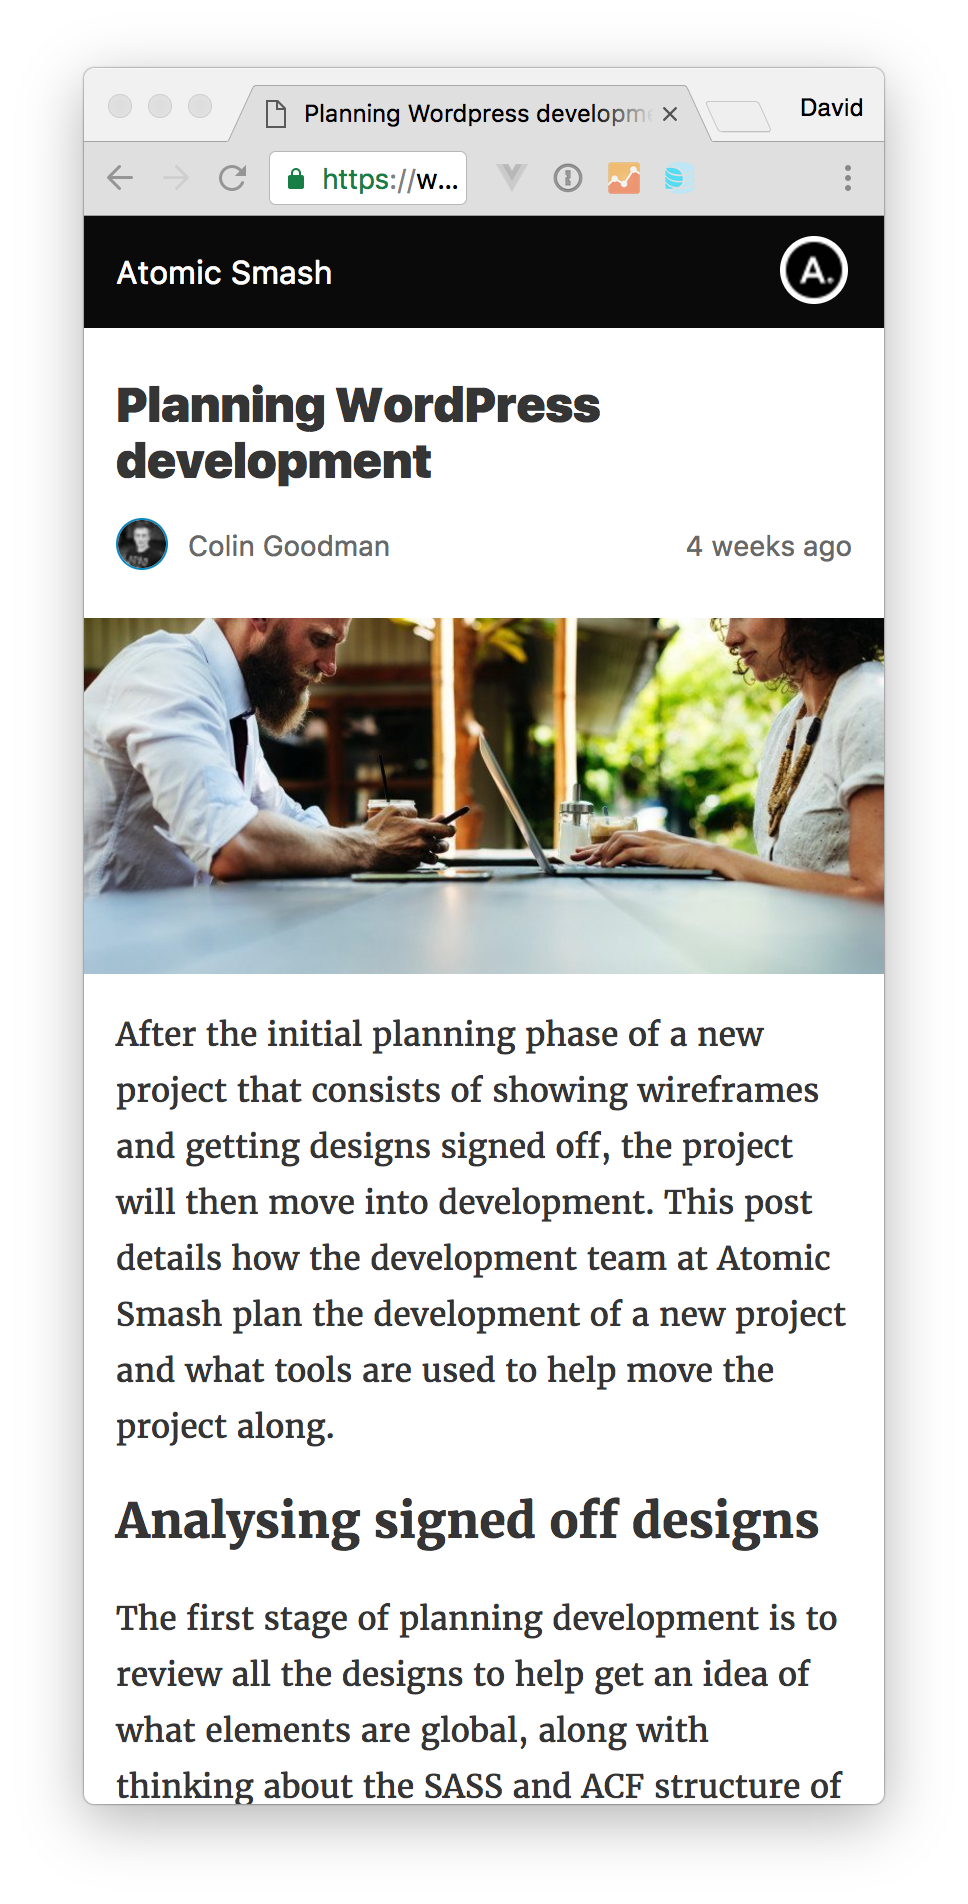 Planning Wordpress developm
David
https://w...
Atomic Smash
A.
Planning WordPress
development
Colin Goodman
4 weeks ago
After the initial planning phase of a new
project that consists of showing wireframes
and getting designs signed off, the project
will then move into development. This post
details how the development team at Atomic
Smash plan the development of a new project
and what tools are used to help move the
project along.
Analysing signed off designs
The first stage of planning development is to
review all the designs to help get an idea of
what elements are global, along with
thinking about the SASS and ACF structure of